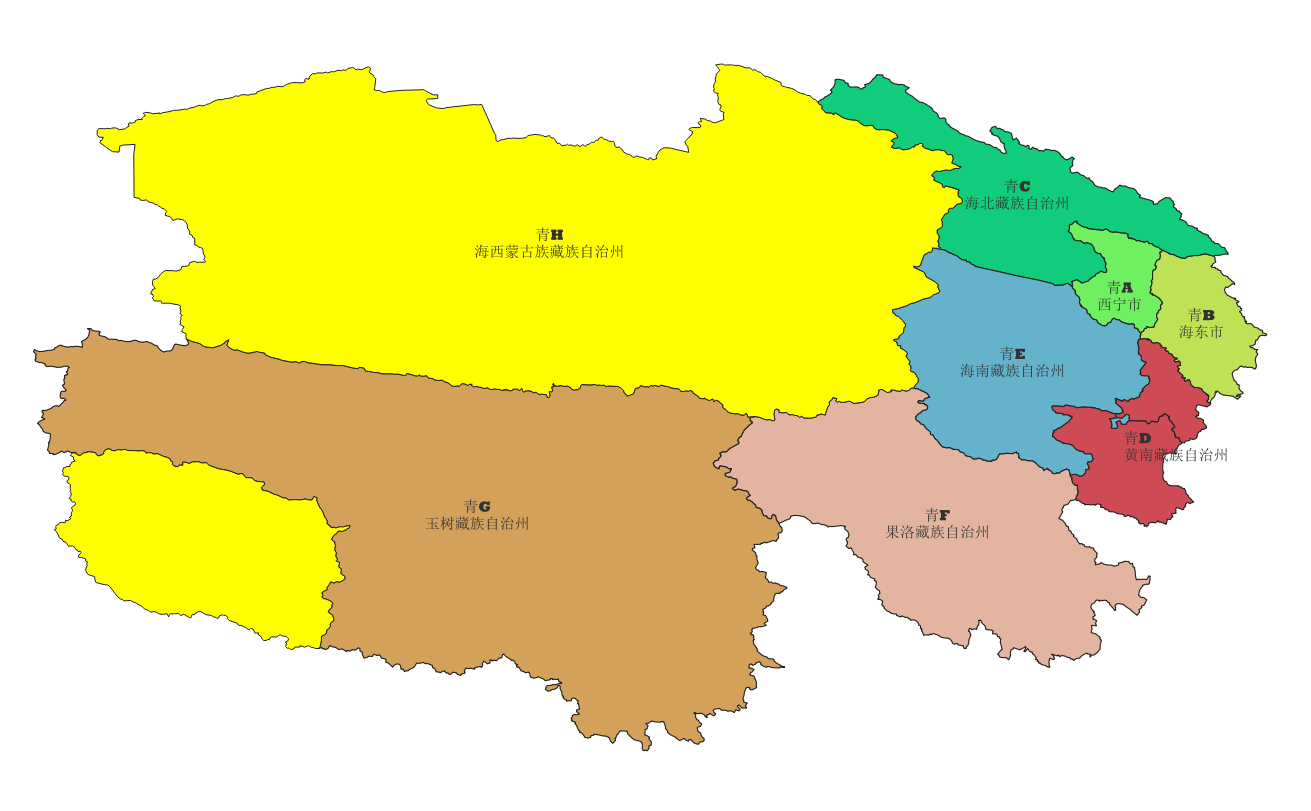 青C
海北藏族自治州
青H
海西蒙古族藏族自治州
青A
西宁市
青B
海东市
青E
海南藏族自治州
青D
黄南藏族自治州
青G
玉树藏族自治州
青F
果洛藏族自治州